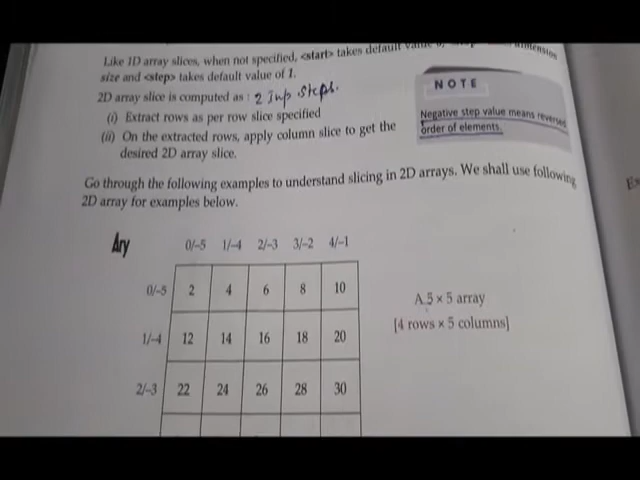 Like 1D array slices, when not specified, <start> takes default value dimension
size and <step> takes default value of 1.
2D array slice is computed as : 2 Imp. Steps.
(i) Extract rows as per row slice specified
(ii) On the extracted rows, apply column slice to get the
desired 2D array slice.
NOTE
Negative step value means reversed
order of elements.
Go through the following examples to understand slicing in 2D arrays. We shall use following
2D array for examples below.
Ary 0/–5 1/–4 2/–3 3/–2 4/–1
0/–5 2 4 6 8 10
1/–4 12 14 16 18 20
2/–3 22 24 26 28 30
A 5 × 5 array
[4 rows × 5 columns]